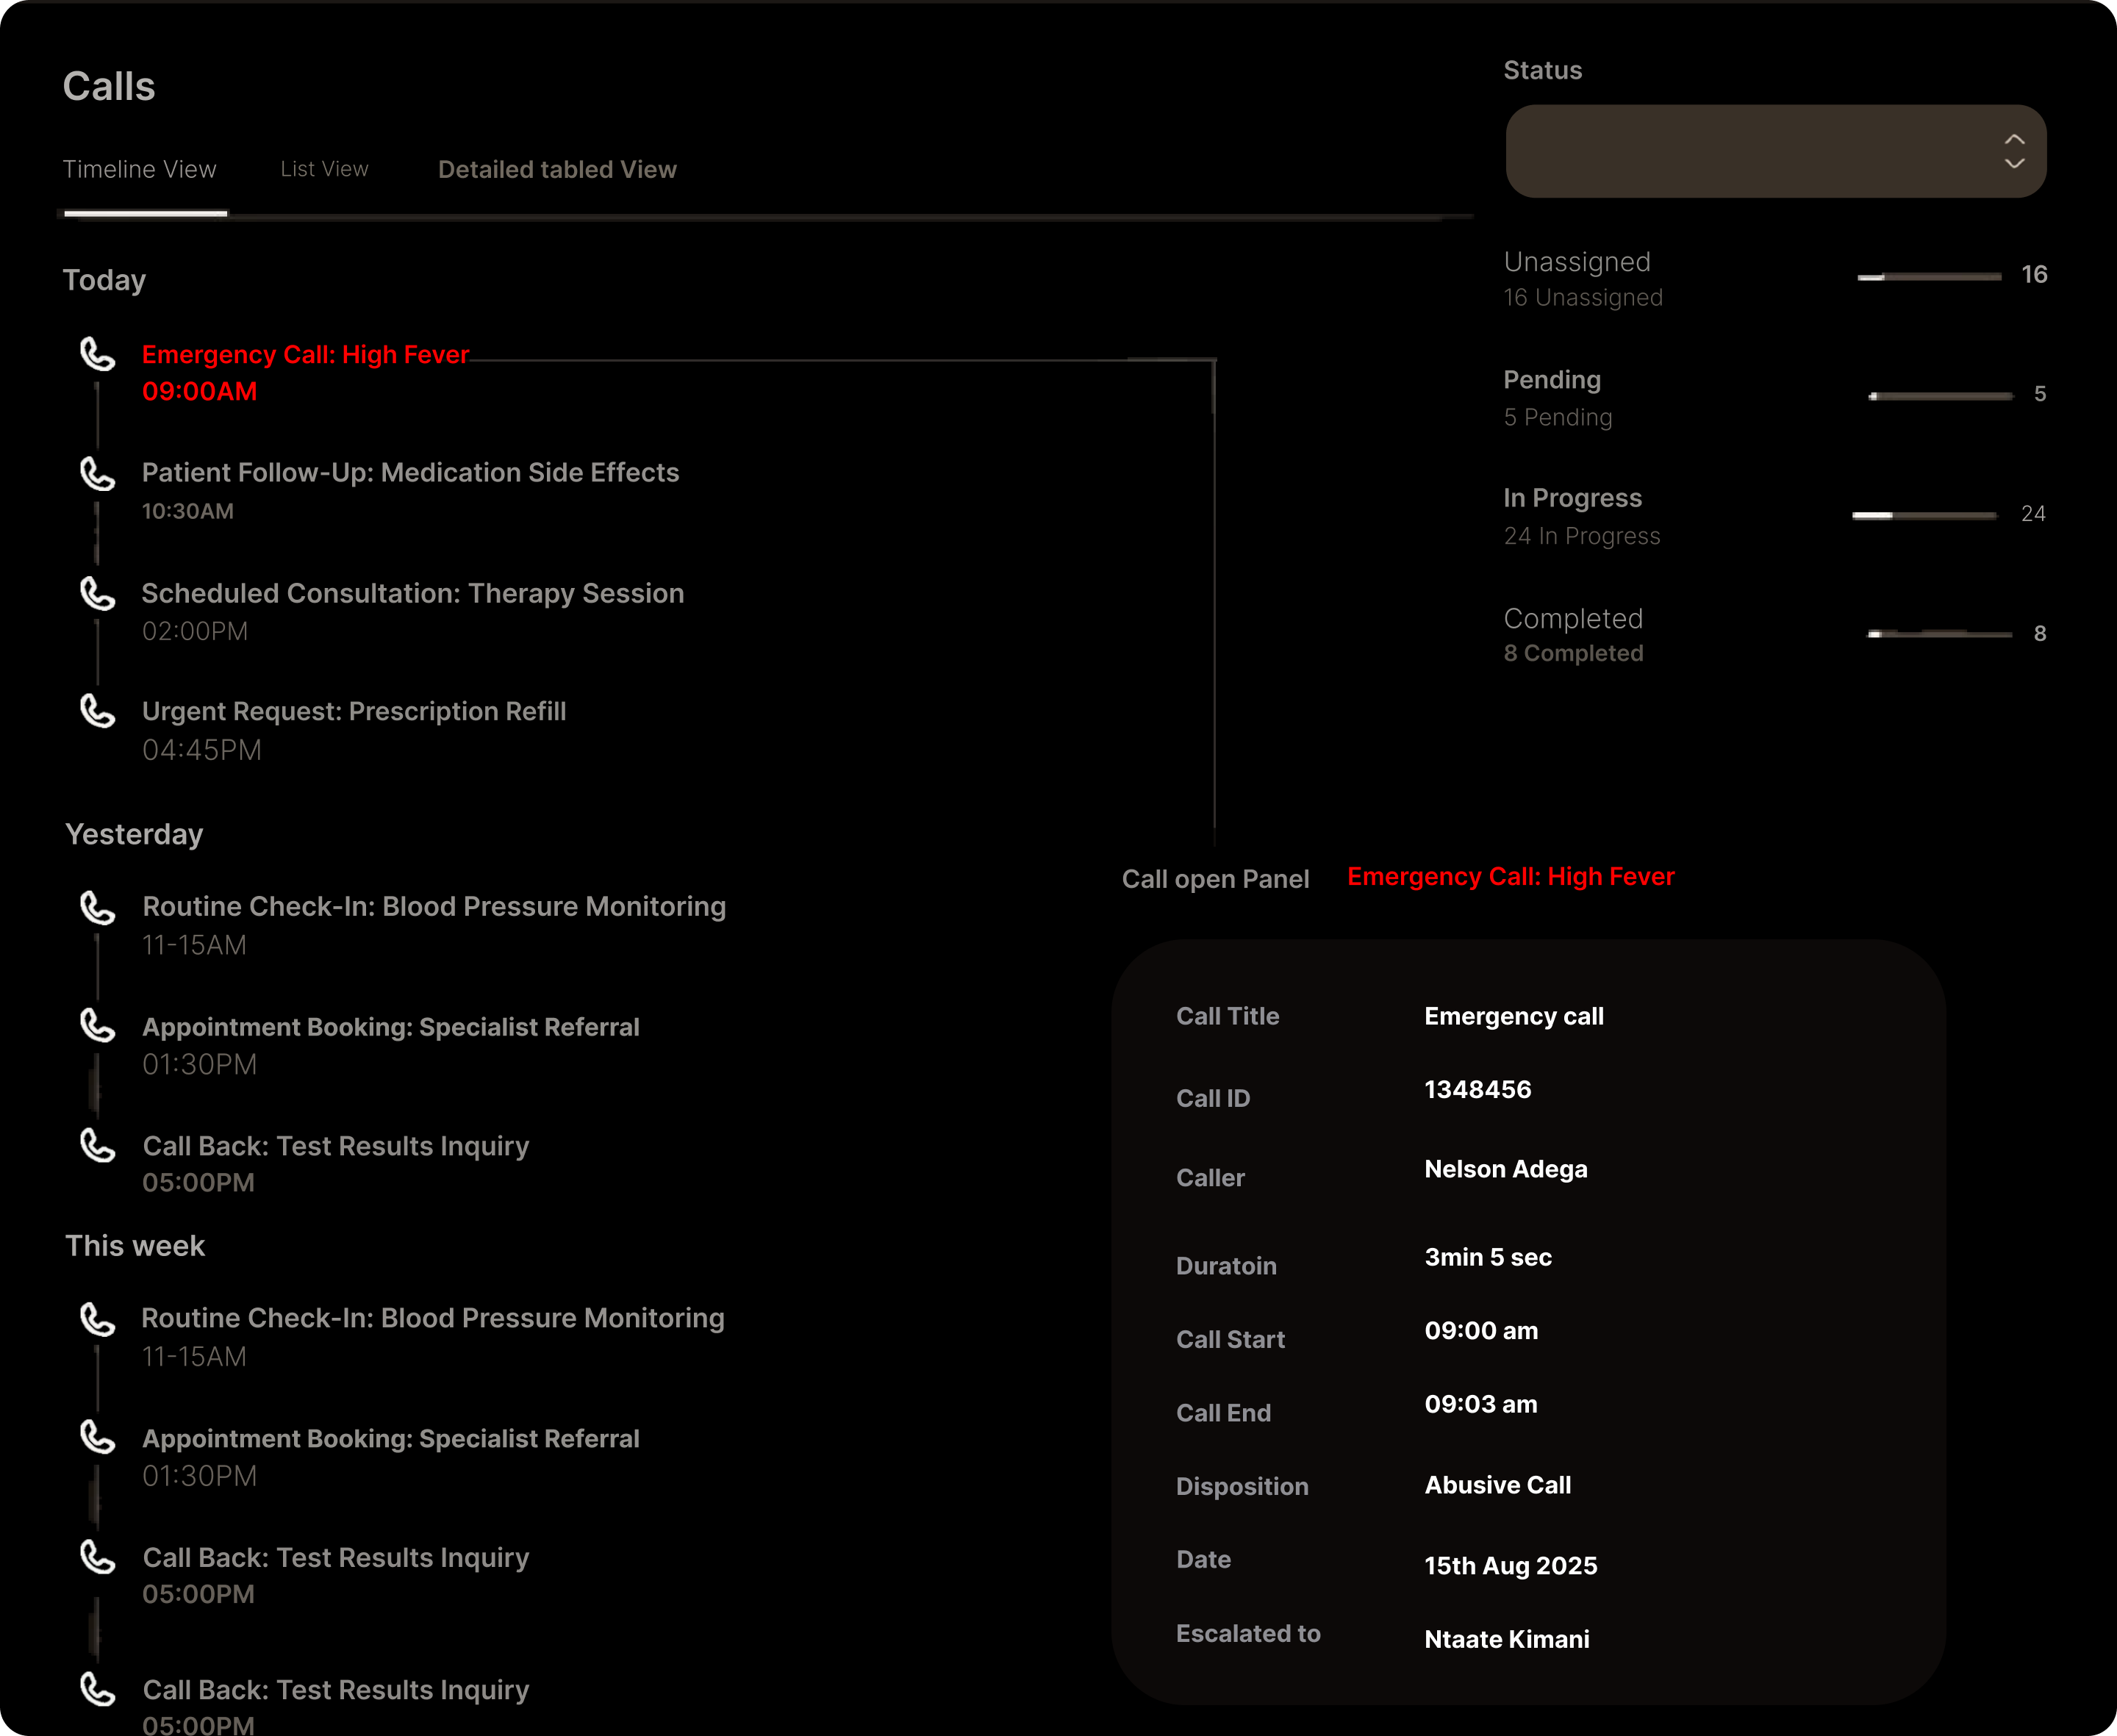 Calls
Timeline View
List View
Detailed tabled View
Today
Emergency Call: High Fever
09:00AM
Patient Follow-Up: Medication Side Effects
10:30AM
Scheduled Consultation: Therapy Session
02:00PM
Urgent Request: Prescription Refill
04:45PM
Yesterday
Routine Check-In: Blood Pressure Monitoring
11-15AM
Appointment Booking: Specialist Referral
01:30PM
Call Back: Test Results Inquiry
05:00PM
This week
Routine Check-In: Blood Pressure Monitoring
11-15AM
Appointment Booking: Specialist Referral
01:30PM
Call Back: Test Results Inquiry
05:00PM
Call Back: Test Results Inquiry
05:00PM
Status
Unassigned
16
16 Unassigned
Pending
5
5 Pending
In Progress
24
24 In Progress
Completed
8
8 Completed
Call open Panel
Emergency Call: High Fever
Call Title
Emergency call
Call ID
1348456
Caller
Nelson Adega
Duratoin
3min 5 sec
Call Start
09:00 am
Call End
09:03 am
Disposition
Abusive Call
Date
15th Aug 2025
Escalated to
Ntaate Kimani